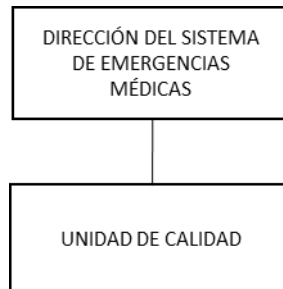 DIRECCIÓN DEL SISTEMA
DE EMERGENCIAS
MÉDICAS
UNIDAD DE CALIDAD